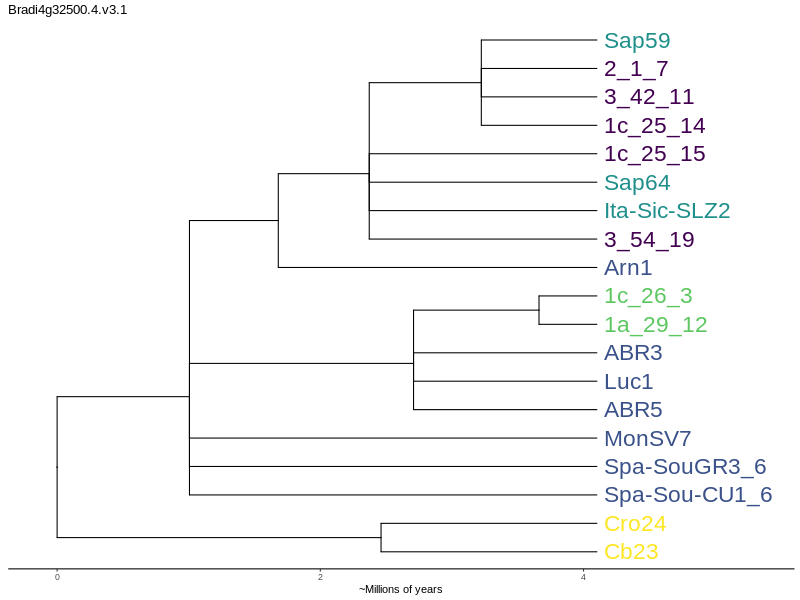 Bradi4g32500.4.v3.1
Sap59
2_1_7
3_42_11
1c_25_14
1c_25_15
Sap64
Ita-Sic-SLZ2
3_54_19
Arn1
1c_26_3
1a_29_12
ABR3
Luc1
ABR5
MonSV7
Spa-SouGR3_6
Spa-Sou-CU1_6
Cro24
Cb23
0 2 4
~Millions of years